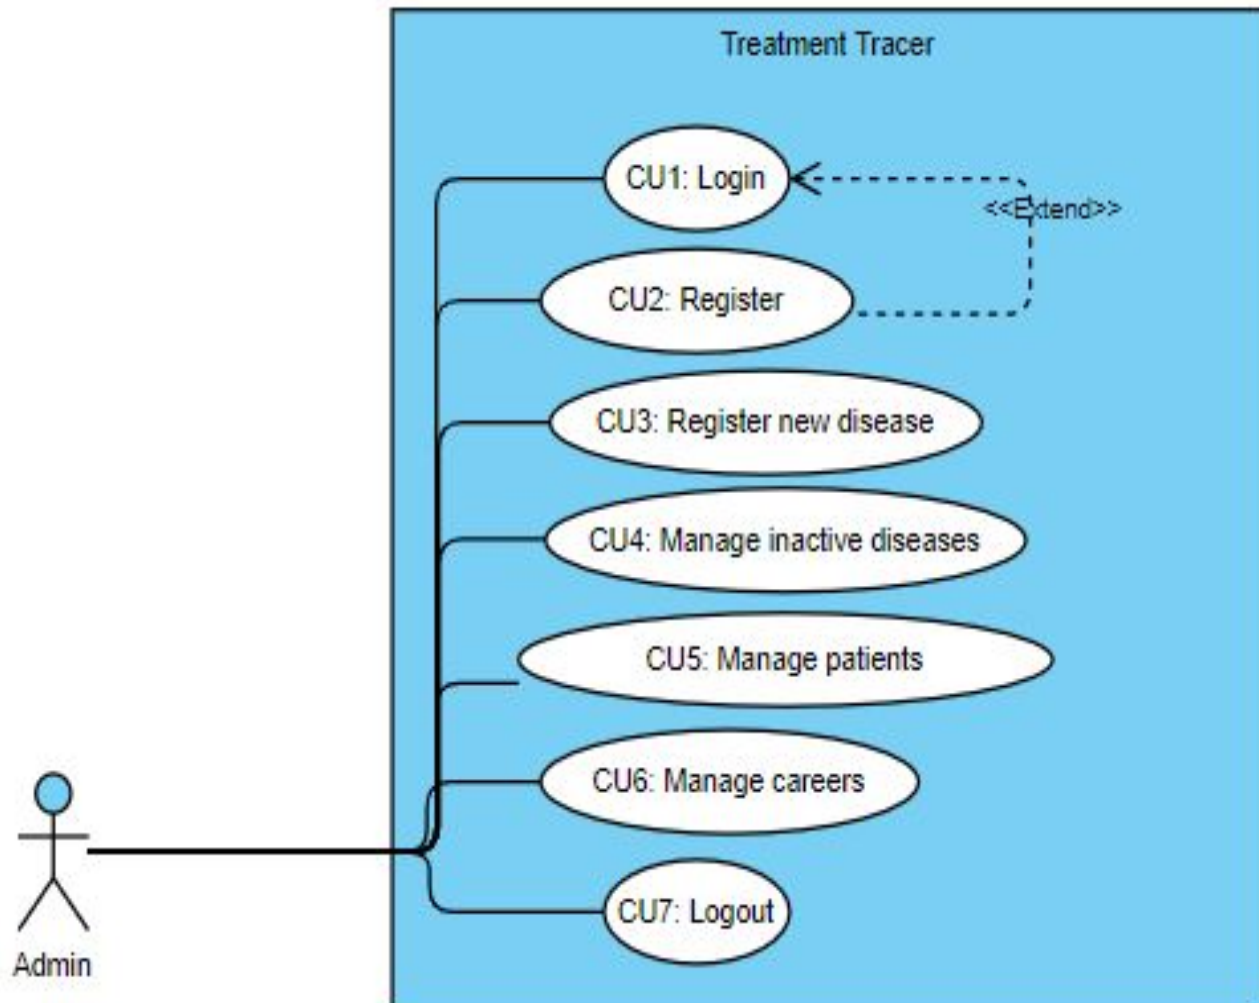 Treatment Tracer
CU1: Login
<<Extend>>
CU2: Register
CU3: Register new disease
CU4: Manage inactive diseases
CU5: Manage patients
CU6: Manage careers
CU7: Logout
Admin